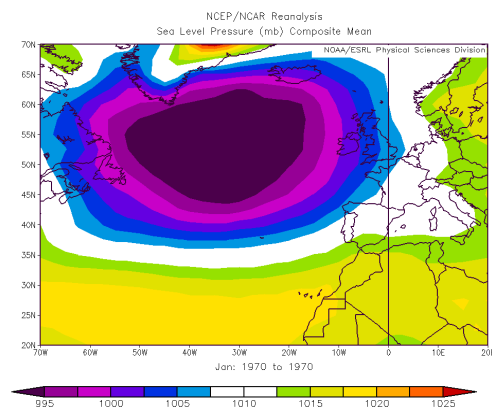 NCEP/NCAR Reanalysis
Sea Level Pressure (mb) Composite Mean
NOAA/ESRL Physical Sciences Division
70N
65N
60N
55N
50N
45N
40N
35N
30N
25N
20N
70W 60W 50W 40W 30W 20W 10W 0 10E 20E
Jan: 1970 to 1970
995 1000 1005 1010 1015 1020 1025